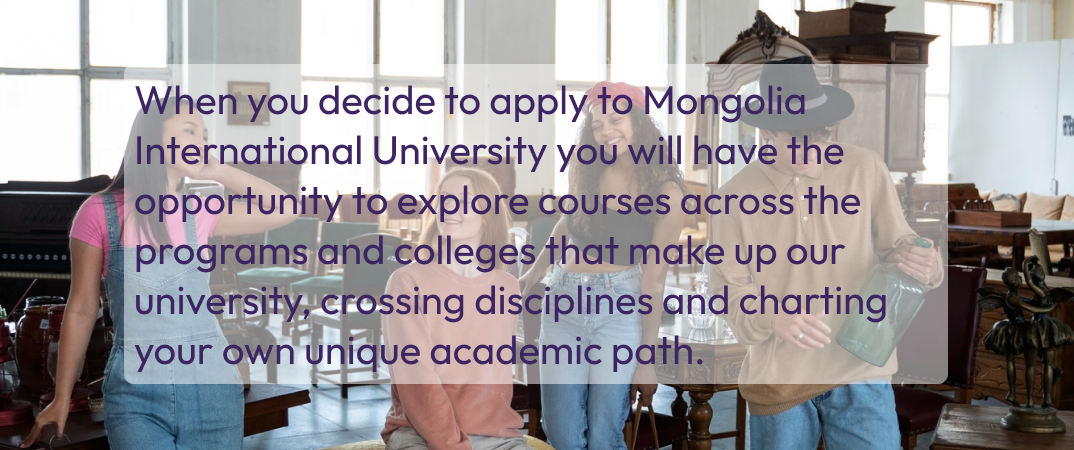 When you decide to apply to Mongolia
International University you will have the
opportunity to explore courses across the
programs and colleges that make up our
university, crossing disciplines and charting
your own unique academic path.